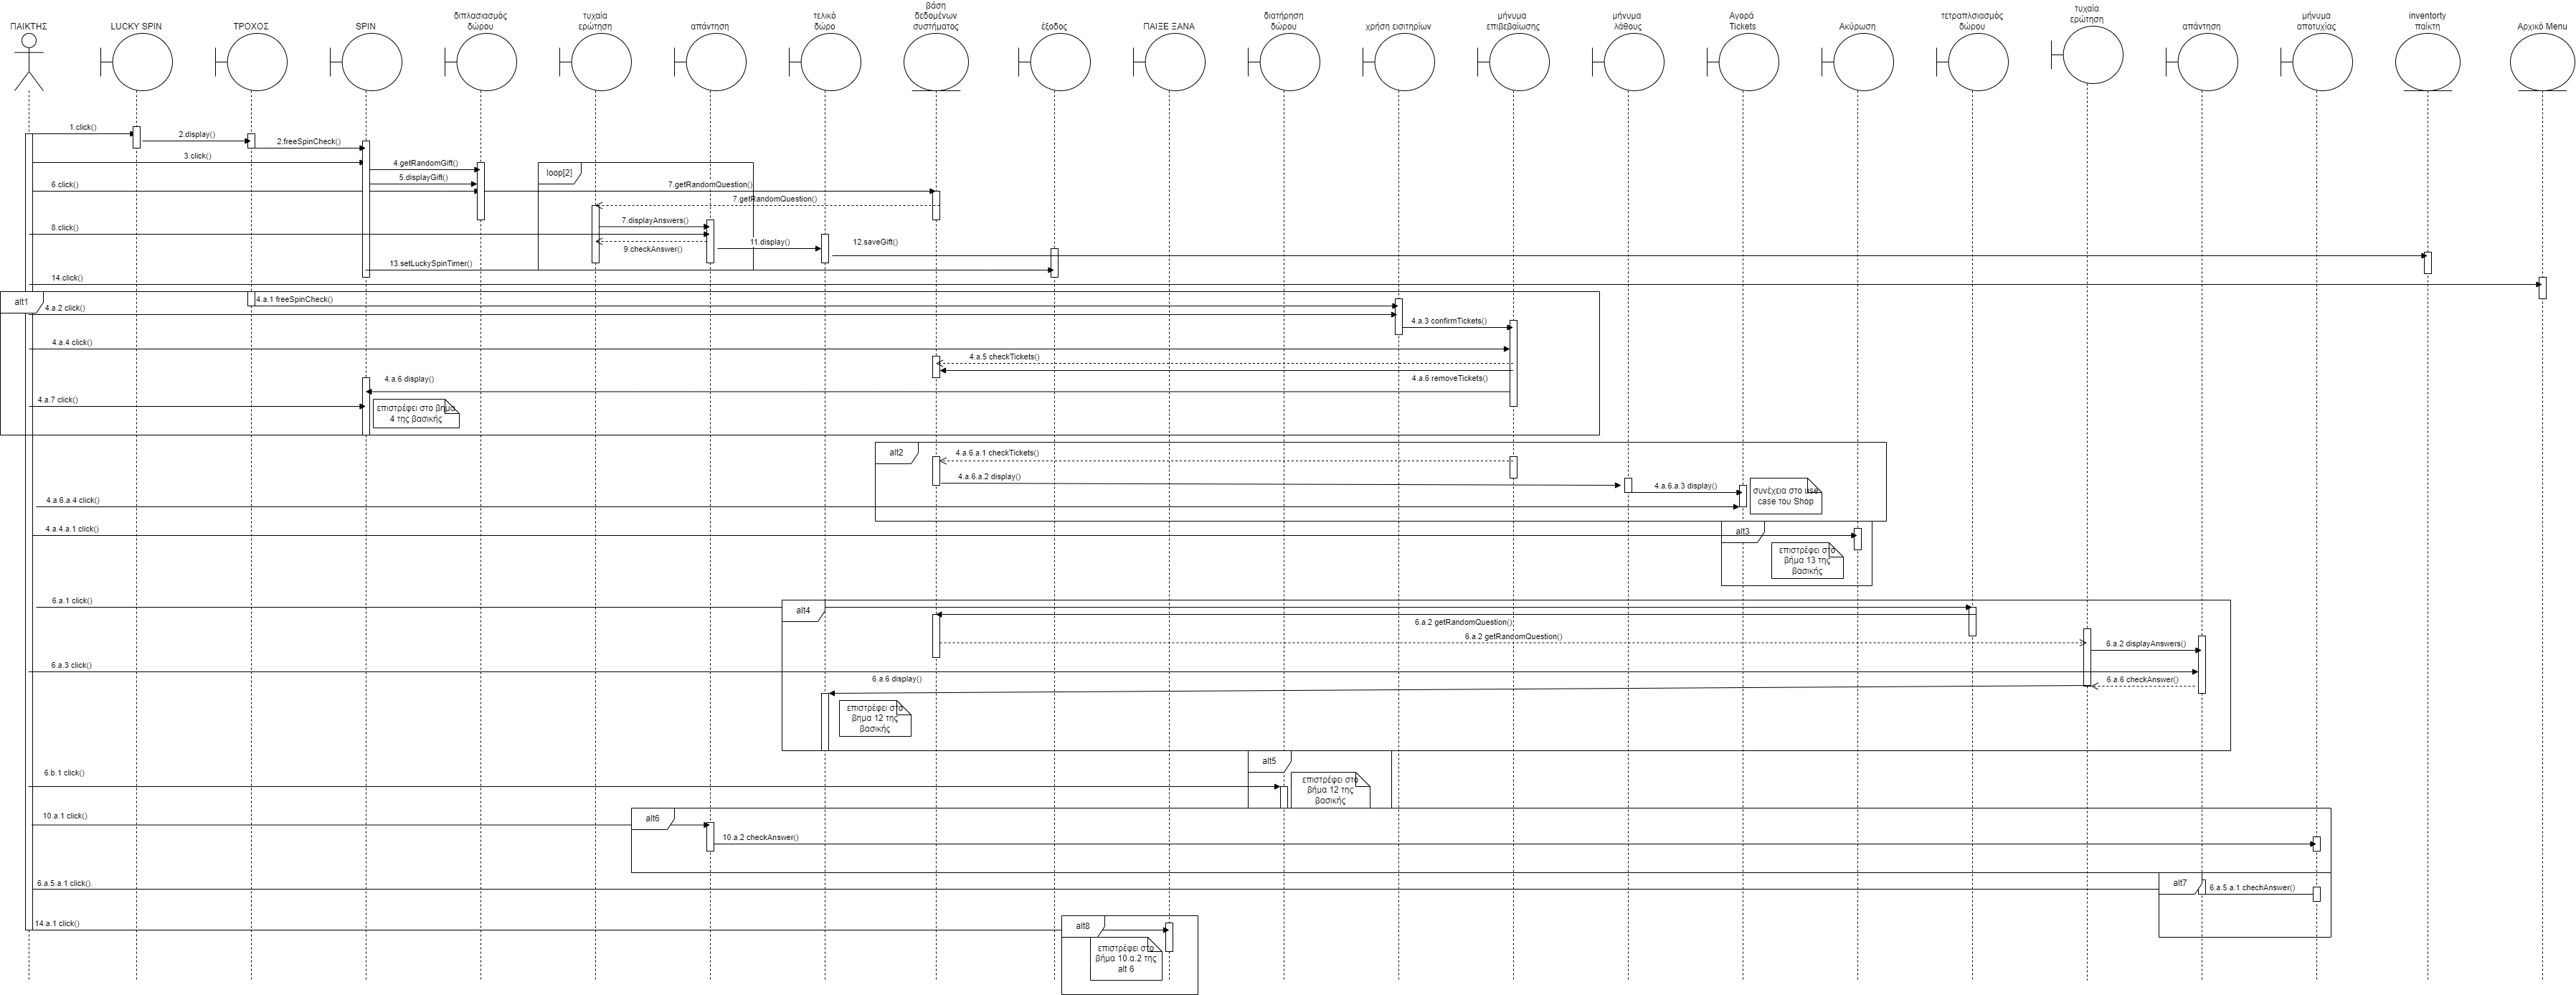 ΠΑΙΚΤΗΣ
LUCKY SPIN
ΤΡΟΧΟΣ
SPIN
διπλασιασμός
δώρου
τυχαία
ερώτηση
απάντηση
τελικό
δώρο
βάση
δεδομένων
συστήματος
έξοδος
ΠΑΙΞΕ ΞΑΝΑ
διατήρηση
δώρου
χρήση εισιτηρίων
μήνυμα
επιβεβαίωσης
μήνυμα
λάθους
Αγορά
Tickets
Ακύρωση
τετραπλσιασμός
δώρου
τυχαία
ερώτηση
απάντηση
μήνυμα
αποτυχίας
inventorty
παίκτη
Αρχικό Menu
1.click()
2.display()
2.freeSpinCheck()
3.click()
4.getRandomGift()
loop[2]
5.displayGift()
6.click()
7.getRandomQuestion()
7.getRandomQuestion()
7.displayAnswers()
8.click()
9.checkAnswer()
11.display()
12.saveGift()
13.setLuckySpinTimer()
14.click()
alt1
4.a.1 freeSpinCheck()
4.a.2 click()
4.a.3 confirmTickets()
4.a.4 click()
4.a.5 checkTickets()
4.a.6 removeTickets()
4.a.6 display()
4.a.7 click()
επιστρέφει στο βημα
4 της βασικής
alt2
4.a.6.a.1 checkTickets()
4.a.6.a.2 display()
4.a.6.a.3 display()
συνέχεια στο use
case του Shop
4.a.6.a.4 click()
4.a.4.a.1 click()
alt3
επιστρέφει στο
βήμα 13 της
βασικής
6.a.1 click()
alt4
6.a.2 getRandomQuestion()
6.a.2 getRandomQuestion()
6.a.2 displayAnswers()
6.a.3 click()
6.a.6 display()
6.a.6 checkAnswer()
επιστρέφει στο
βημα 12 της
βασικής
alt5
6.b.1 click()
επιστρέφει στο
βήμα 12 της
βασικής
10.a.1 click()
alt6
10.a.2 checkAnswer()
6.a.5.a.1 click().
alt7
6.a.5.a.1 chechAnswer()
14.a.1 click()
alt8
επιστρέφει στο
βήμα 10.α.2 της
alt 6